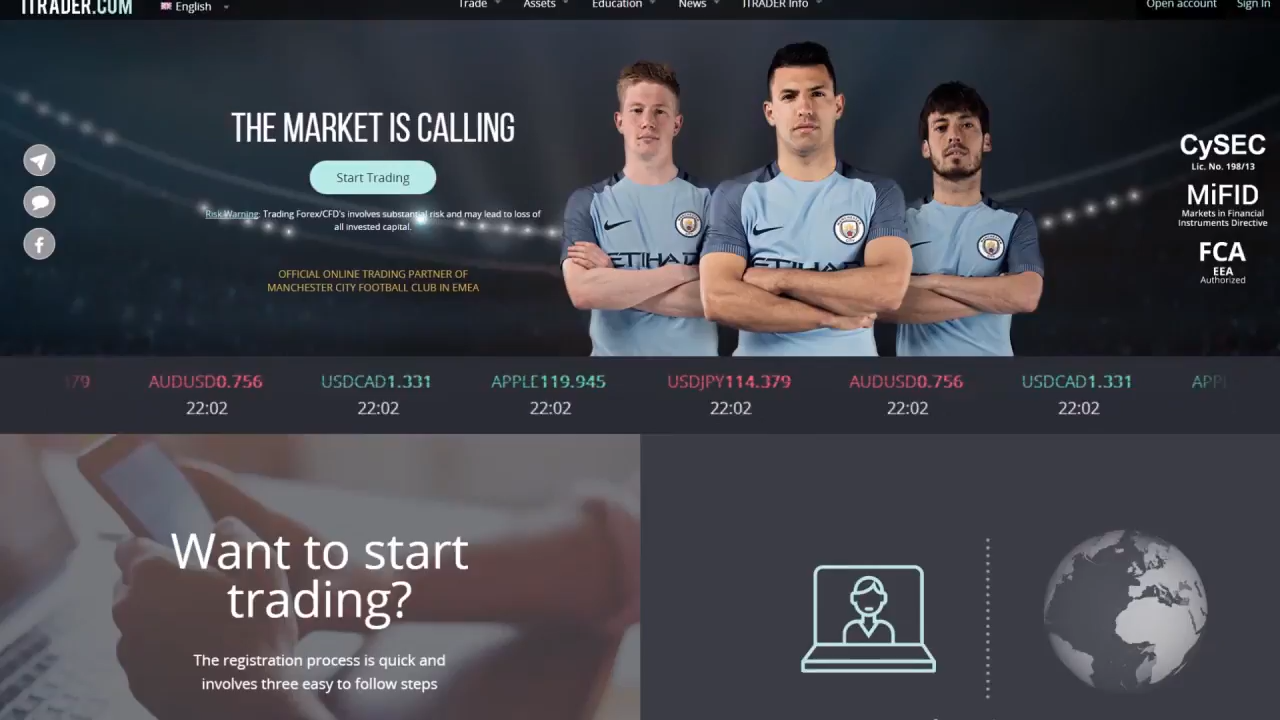 ITRADER.COM
English
Trade
Assets
Education
News
ITRADER Info
Open account
Sign In
THE MARKET IS CALLING
Start Trading
Risk Warning: Trading Forex/CFD's involves substantial risk and may lead to loss of
all invested capital.
OFFICIAL ONLINE TRADING PARTNER OF
MANCHESTER CITY FOOTBALL CLUB IN EMEA
ETIHAD
ETIHAD
CySEC
Lic. No. 198/13
MiFID
Markets in Financial
Instruments Directive
FCA
EEA
Authorized
179 AUDUSD0.756 USDCAD1.331 APPLE119.945 USDJPY114.379 AUDUSD0.756 USDCAD1.331
22:02 22:02 22:02 22:02 22:02 22:02
Want to start
trading?
The registration process is quick and
involves three easy to follow steps